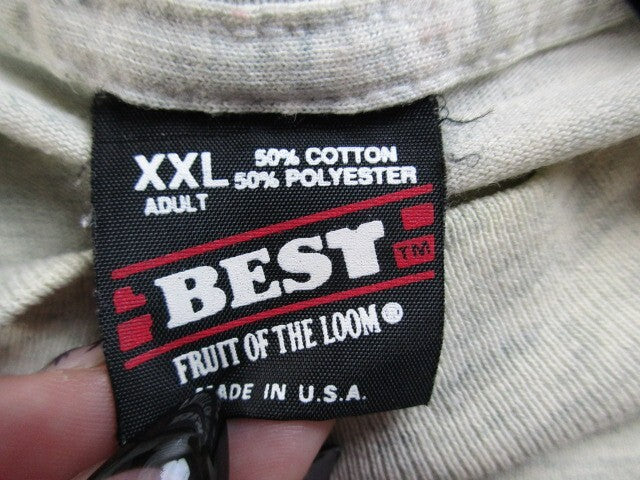 XXL 50% COTTON
ADULT 50% POLYESTER
BEST ™
FRUIT OF THE LOOM®
MADE IN U.S.A.